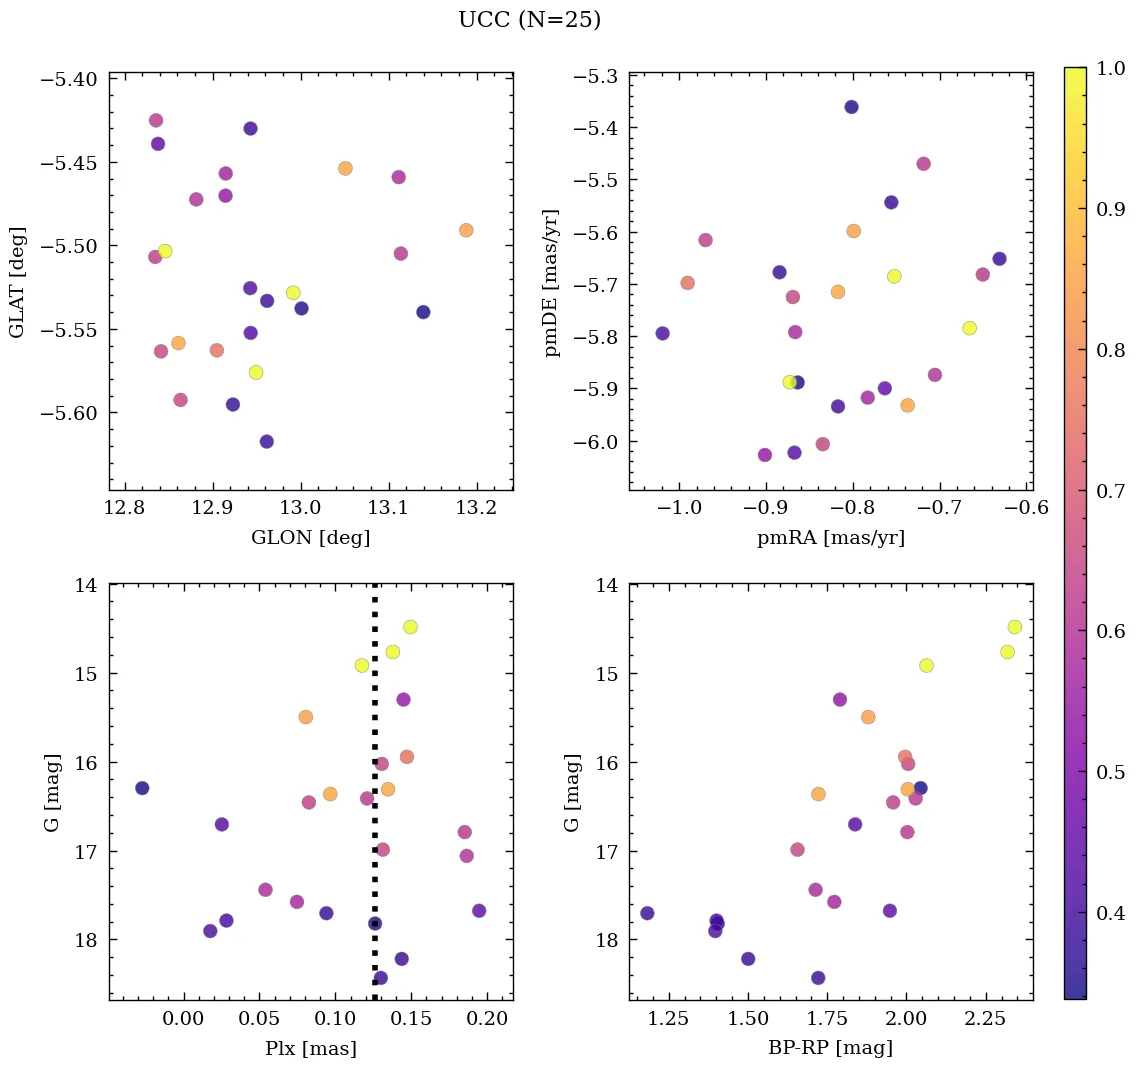 UCC (N=25)
−5.40
−5.45
−5.50
−5.55
−5.60
GLAT [deg]
12.8 12.9 13.0 13.1 13.2
GLON [deg]
−5.3
−5.4
−5.5
−5.6
−5.7
−5.8
−5.9
−6.0
pmDE [mas/yr]
−1.0 −0.9 −0.8 −0.7 −0.6
pmRA [mas/yr]
14
15
16
17
18
G [mag]
0.00 0.05 0.10 0.15 0.20
Plx [mas]
14
15
16
17
18
G [mag]
1.25 1.50 1.75 2.00 2.25
BP-RP [mag]
1.0
0.9
0.8
0.7
0.6
0.5
0.4